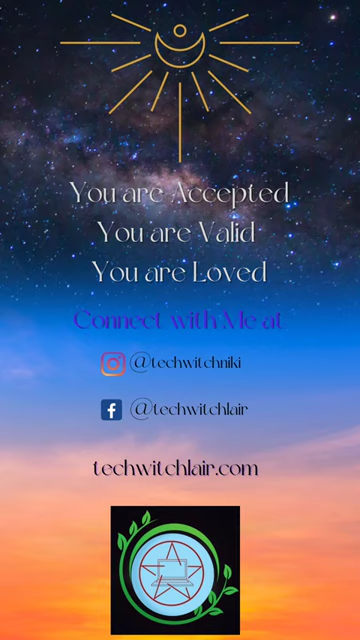 You are Accepted
You are Valid
You are Loved
Connect with Me at
@techwitchniki
@techwitchlair
techwitchlair.com